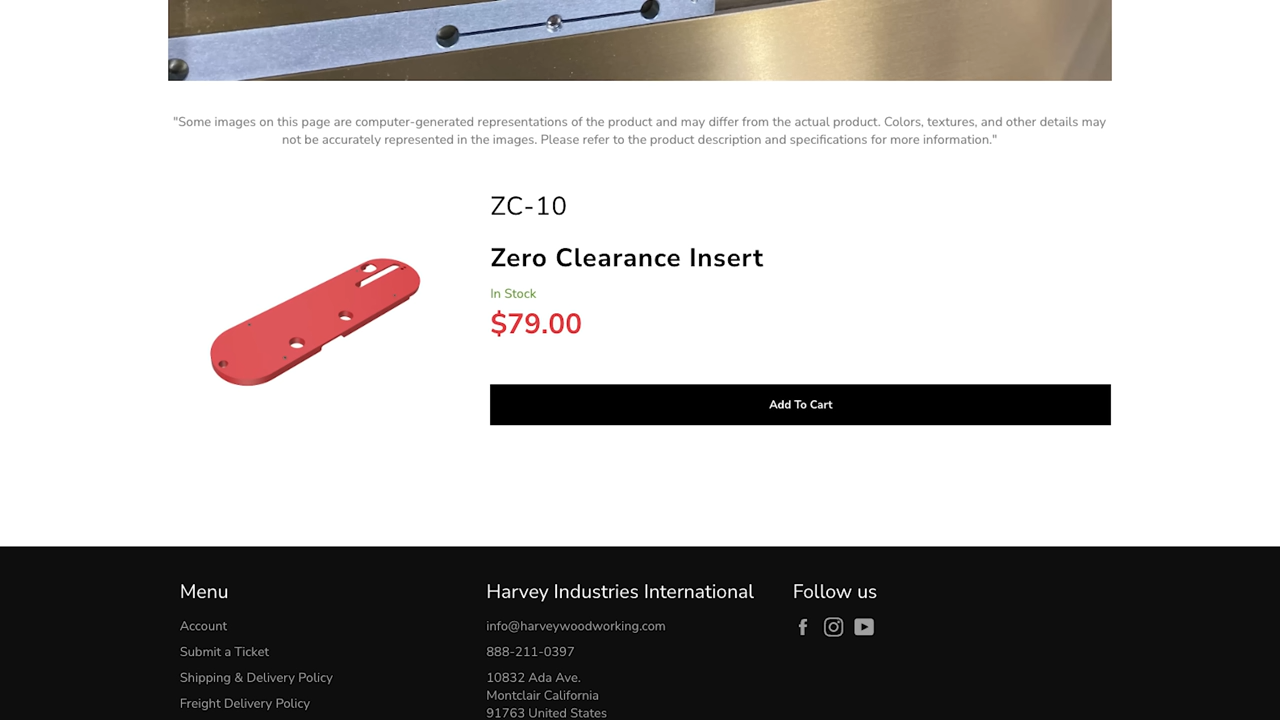 "Some images on this page are computer-generated representations of the product and may differ from the actual product. Colors, textures, and other details may
not be accurately represented in the images. Please refer to the product description and specifications for more information."
ZC-10
Zero Clearance Insert
In Stock
$79.00
Add To Cart
Menu
Account
Submit a Ticket
Shipping & Delivery Policy
Freight Delivery Policy
Harvey Industries International
info@harveywoodworking.com
888-211-0397
10832 Ada Ave.
Montclair California
91763 United States
Follow us